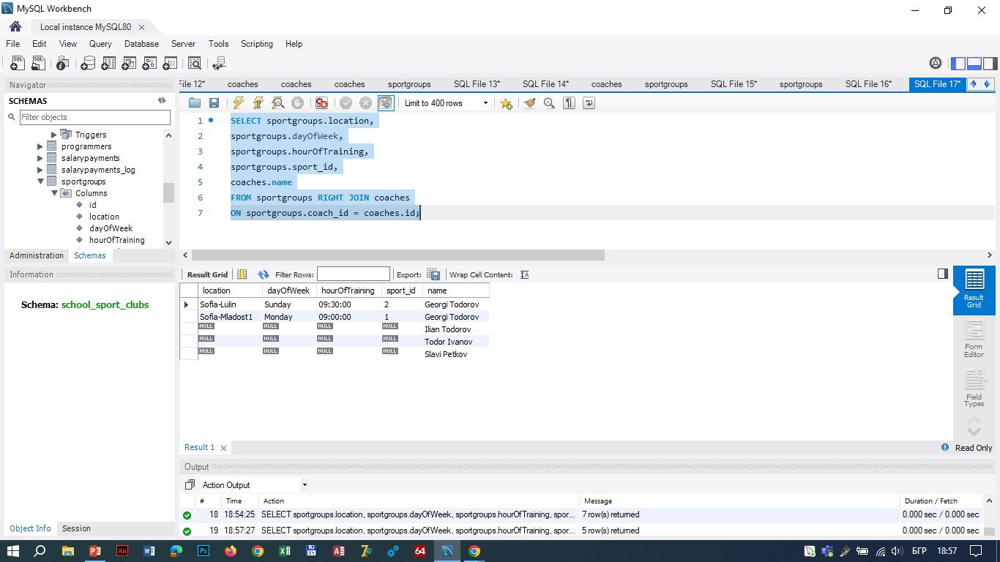 MySQL Workbench
Local instance MySQL80
File Edit View Query Database Server Tools Scripting Help
Navigator
SCHEMAS
Filter objects
Triggers
programmers
salarypayments
salarypayments_log
sportgroups
Columns
id
location
dayOfWeek
hourOfTraining
Administration Schemas
Information
Schema: school_sport_clubs
Object Info Session
File 12* coaches coaches coaches sportgroups SQL File 13* SQL File 14* coaches sportgroups SQL File 15* sportgroups SQL File 16* SQL File 17*
Limit to 400 rows
1 SELECT sportgroups.location,
2 sportgroups.dayOfWeek,
3 sportgroups.hourOfTraining,
4 sportgroups.sport_id,
5 coaches.name
6 FROM sportgroups RIGHT JOIN coaches
7 ON sportgroups.coach_id = coaches.id;
Result Grid Filter Rows: Export: Wrap Cell Content:
location dayOfWeek hourOfTraining sport_id name
Sofia-Lulin Sunday 09:30:00 2 Georgi Todorov
Sofia-Mladost1 Monday 09:00:00 1 Georgi Todorov
NULL NULL NULL NULL Ilian Todorov
NULL NULL NULL NULL Todor Ivanov
NULL NULL NULL NULL Slavi Petkov
Result
Grid
Form
Editor
Field
Types
Result 1
Read Only
Output
Action Output
# Time Action Message Duration / Fetch
18 18:54:25 SELECT sportgroups.location, sportgroups.dayOfWeek, sportgroups.hourOfTraining, spor... 7 row(s) returned 0.000 sec / 0.000 sec
19 18:57:27 SELECT sportgroups.location, sportgroups.dayOfWeek, sportgroups.hourOfTraining, spor... 5 row(s) returned 0.000 sec / 0.000 sec
64
БГР 18:57